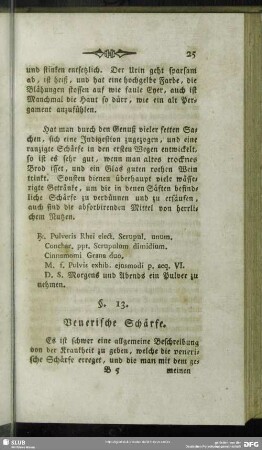 25
und stinken entsetzlich. Der Urin geht sparsam
ab, ist heiß, und hat eine hochgelbe Farbe, die
Blähungen stossen auf wie faule Eyer, auch ist
Manchmal die Haut so dürr, wie ein alt Per-
gament anzufühlen.
Hat man durch den Genuß vieler fetten Sa-
chen, sich eine Indigestion zugezogen, und eine
ranzigte Schärfe in den ersten Wegen entwickelt,
so ist es sehr gut, wenn man altes trocknes
Brod isset, und ein Glas guten rothen Wein
trinkt. Sonsten dienen überhaupt viele wässe-
rigte Getränke, um die in denen Säften befind-
liche Schärfe zu verdünnen und zu ersäufen,
auch sind die absorbirenden Mittel von herrli-
chem Nutzen.
℞. Pulveris Rhei elect. Scrupul. unum,
Conchar. ppt. Scrupulum dimidium.
Cinnamomi Grana duo.
M. f. Pulvis exhib. ejusmodi p. aeq. VI.
D. S. Morgens und Abends ein Pulver zu
nehmen.
§. 13.
Venerische Schärfe.
Es ist schwer eine allgemeine Beschreibung
von der Krankheit zu geben, welche die veneri-
sche Schärfe erreget, und die man mit dem ge-
B 5 meinen
SLUB
DFG